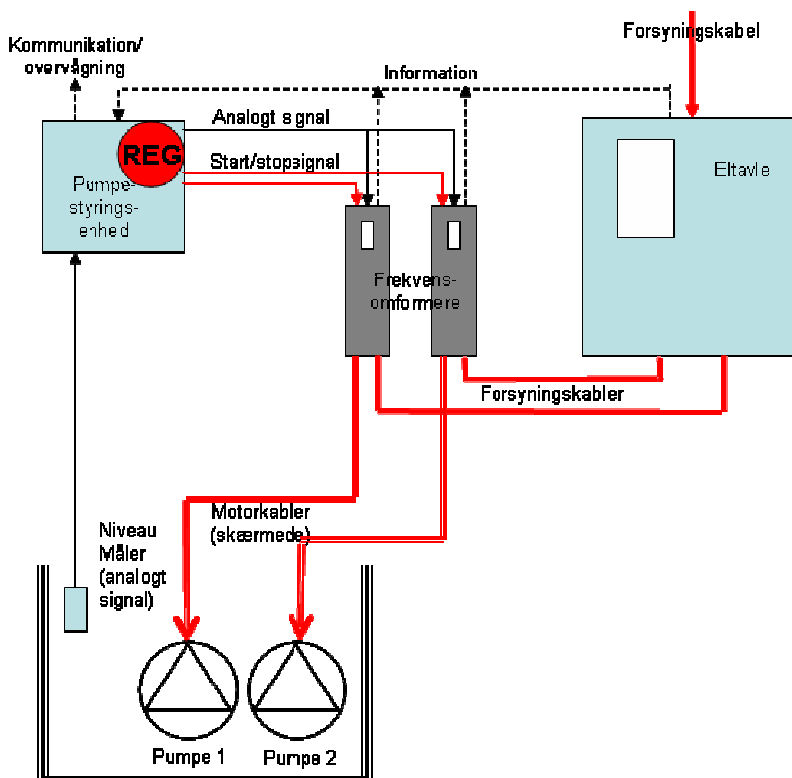 Forsyningskabel
Kommunikation/
overvågning
Information
Analogt signal
REG
Start/stopsignal
Pumpe-
styrings-
enhed
Eltavle
Frekvens-
omformere
Forsyningskabler
Motorkabler
(skærmede)
Niveau
Måler
(analogt
signal)
Pumpe 1
Pumpe 2